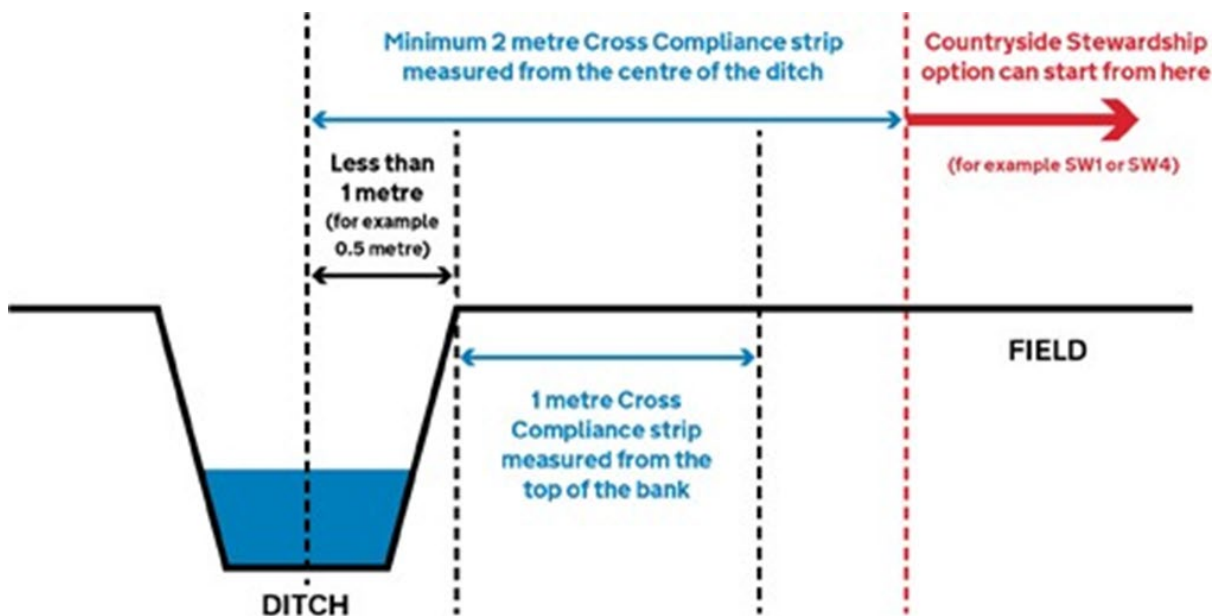 Minimum 2 metre Cross Compliance strip
measured from the centre of the ditch
Countryside Stewardship
option can start from here
(for example SW1 or SW4)
Less than
1 metre
(for example
0.5 metre)
1 metre Cross
Compliance strip
measured from the
top of the bank
FIELD
DITCH